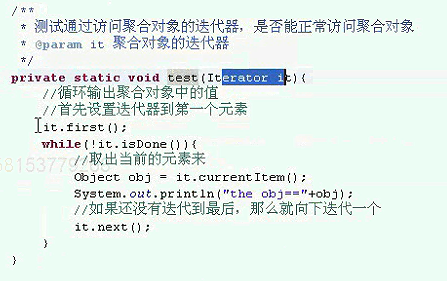 /**
 * 测试通过访问聚合对象的迭代器，是否能正常访问聚合对象
 * @param it 聚合对象的迭代器
 */
private static void test(Iterator it){
//循环输出聚合对象中的值
//首先设置迭代器到第一个元素
it.first();
while(!it.isDone()){
//取出当前的元素来
Object obj = it.currentItem();
System.out.println("the obj=="+obj);
//如果还没有迭代到最后，那么就向下迭代一个
it.next();
}
}